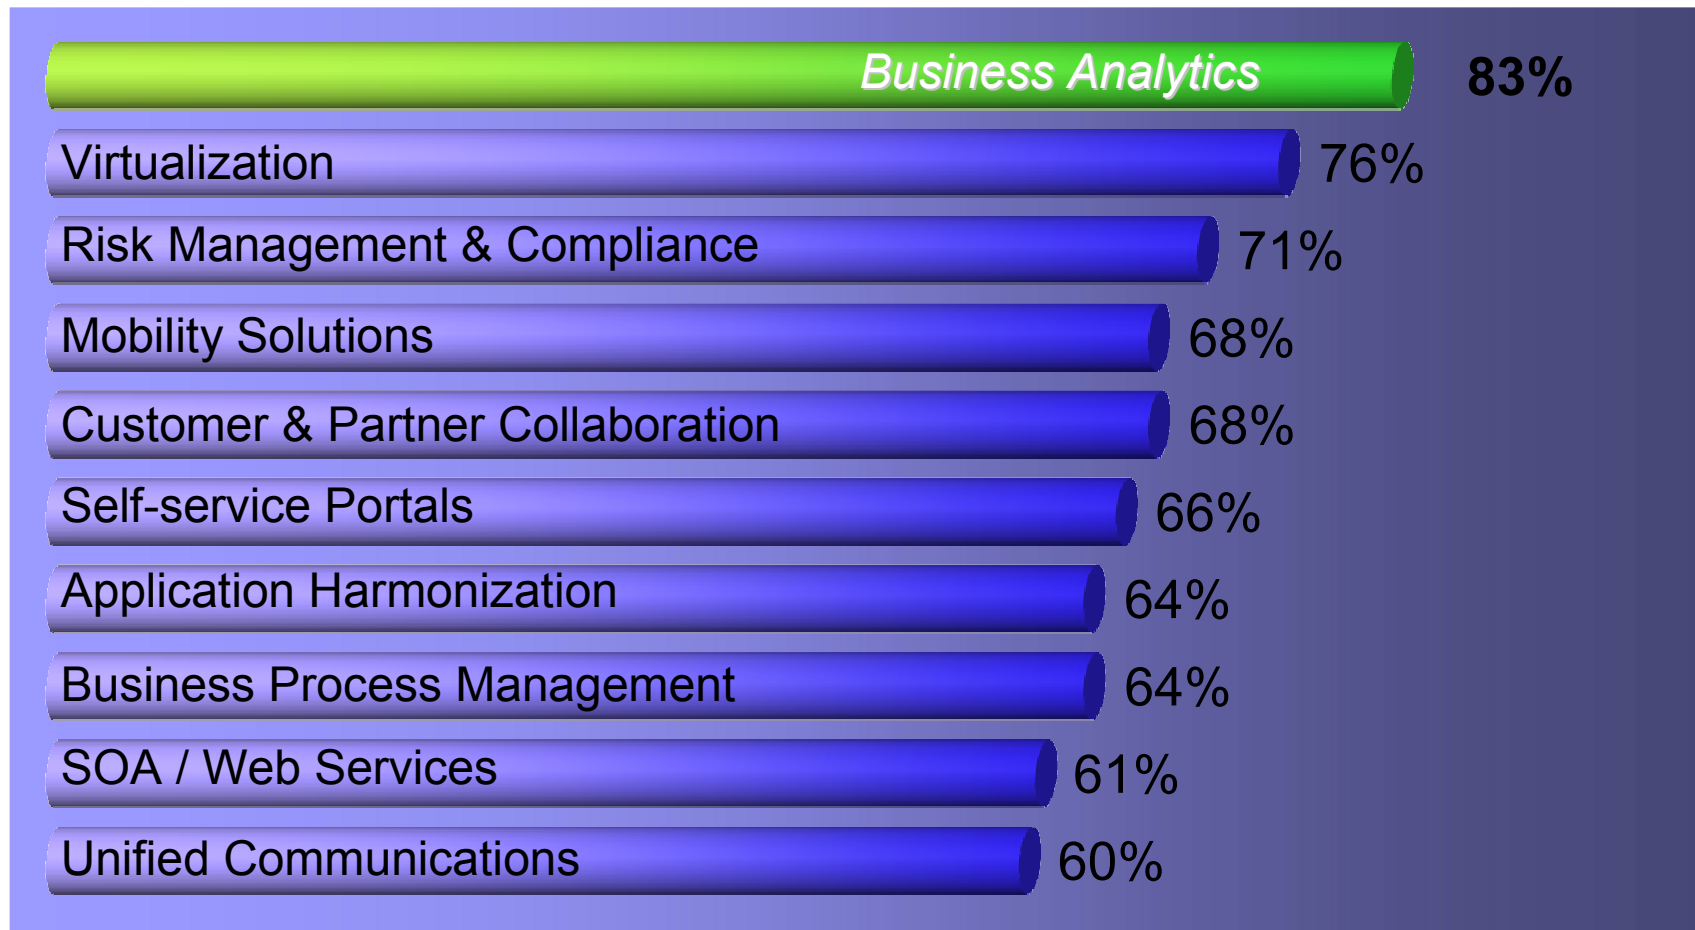 Business Analytics 83%
Virtualization 76%
Risk Management & Compliance 71%
Mobility Solutions 68%
Customer & Partner Collaboration 68%
Self-service Portals 66%
Application Harmonization 64%
Business Process Management 64%
SOA / Web Services 61%
Unified Communications 60%